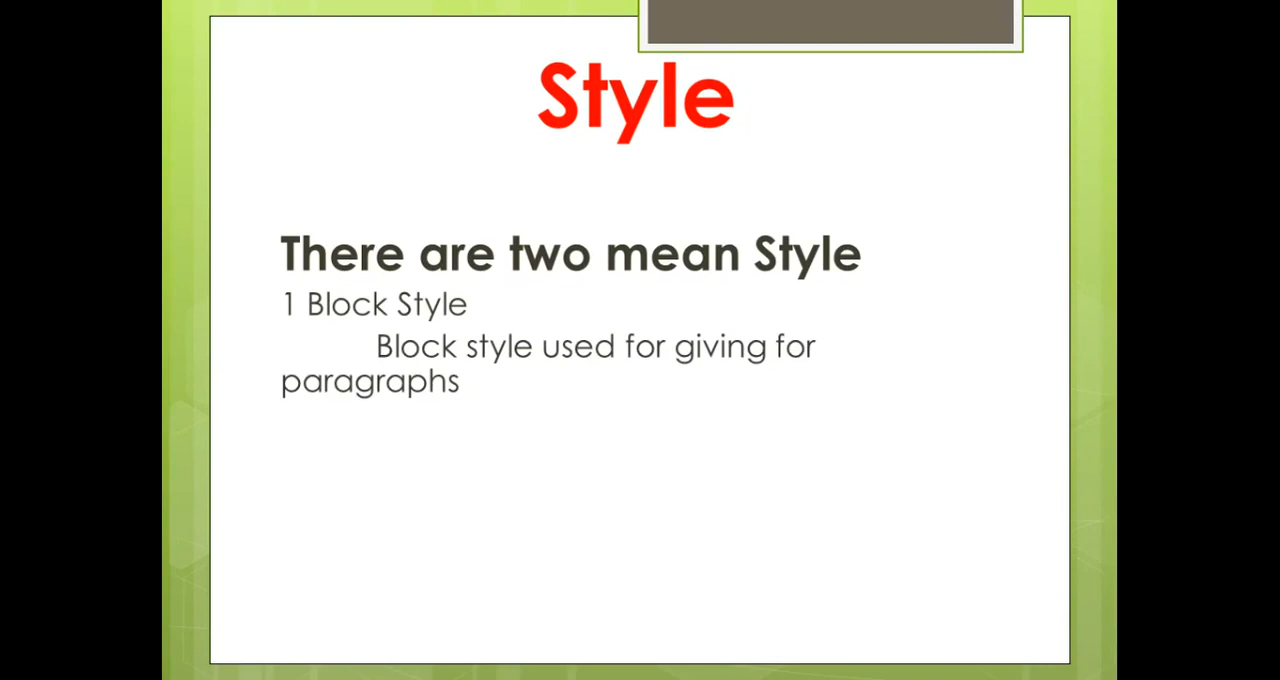 Style
There are two mean Style
1 Block Style
Block style used for giving for
paragraphs